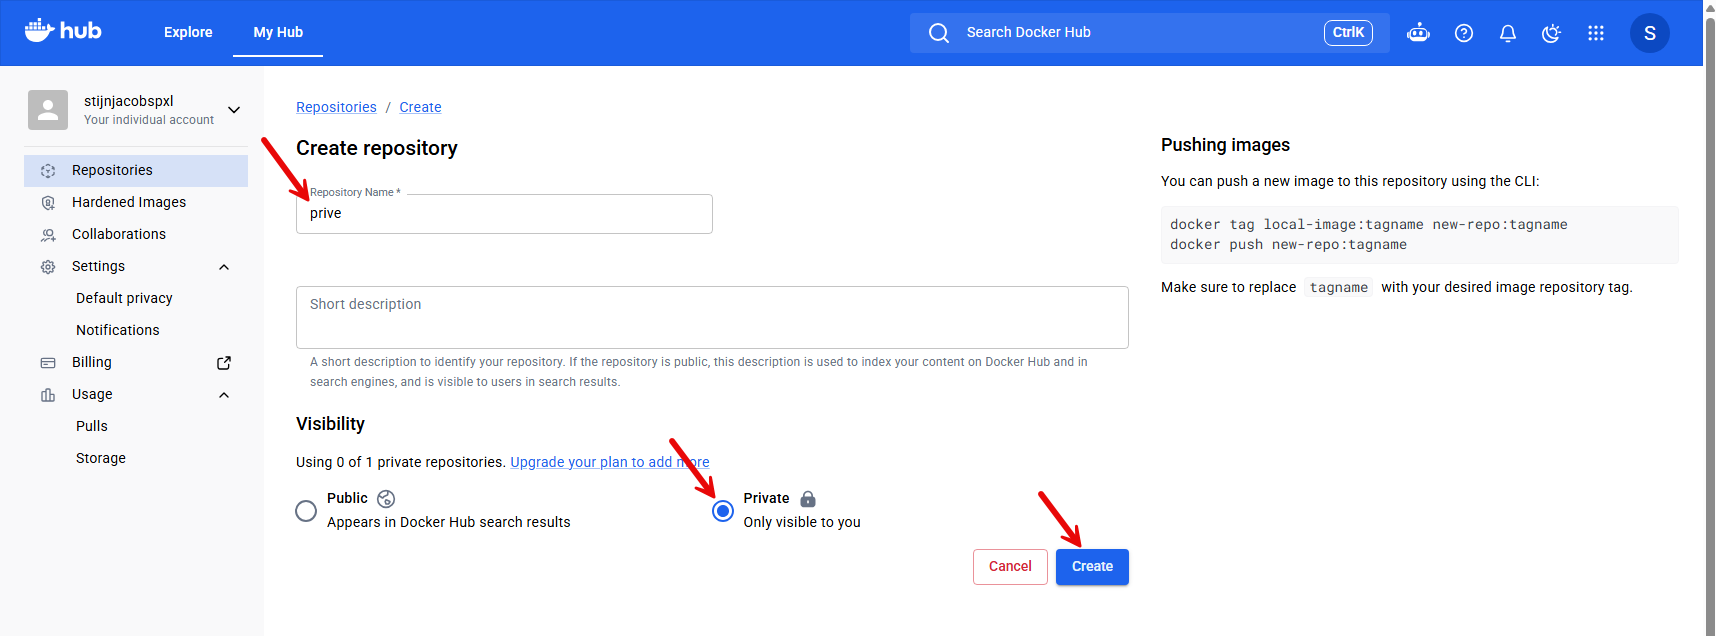 hub
Explore
My Hub
Search Docker Hub
CtrlK
S
stijnjacobspxl
Your individual account
Repositories
Hardened Images
Collaborations
Settings
Default privacy
Notifications
Billing
Usage
Pulls
Storage
Repositories / Create
Create repository
Repository Name *
prive
Short description
A short description to identify your repository. If the repository is public, this description is used to index your content on Docker Hub and in
search engines, and is visible to users in search results.
Visibility
Using 0 of 1 private repositories. Upgrade your plan to add more
Public
Appears in Docker Hub search results
Private
Only visible to you
Cancel
Create
Pushing images
You can push a new image to this repository using the CLI:
docker tag local-image:tagname new-repo:tagname
docker push new-repo:tagname
Make sure to replace tagname with your desired image repository tag.